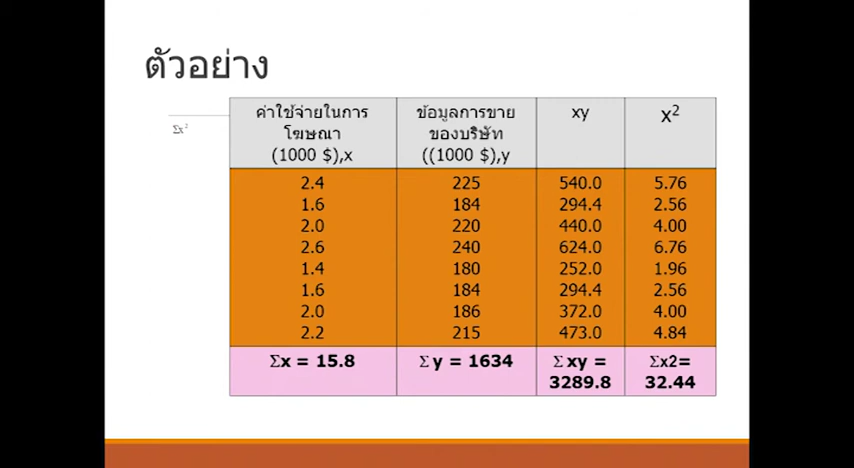 ตัวอย่าง
Σx²
ค่าใช้จ่ายในการ ข้อมูลการขาย xy x2
โฆษณา ของบริษัท
(1000 $),x ((1000 $),y
2.4 225 540.0 5.76
1.6 184 294.4 2.56
2.0 220 440.0 4.00
2.6 240 624.0 6.76
1.4 180 252.0 1.96
1.6 184 294.4 2.56
2.0 186 372.0 4.00
2.2 215 473.0 4.84
Σx = 15.8 Σ y = 1634 Σ xy = Σx2=
3289.8 32.44